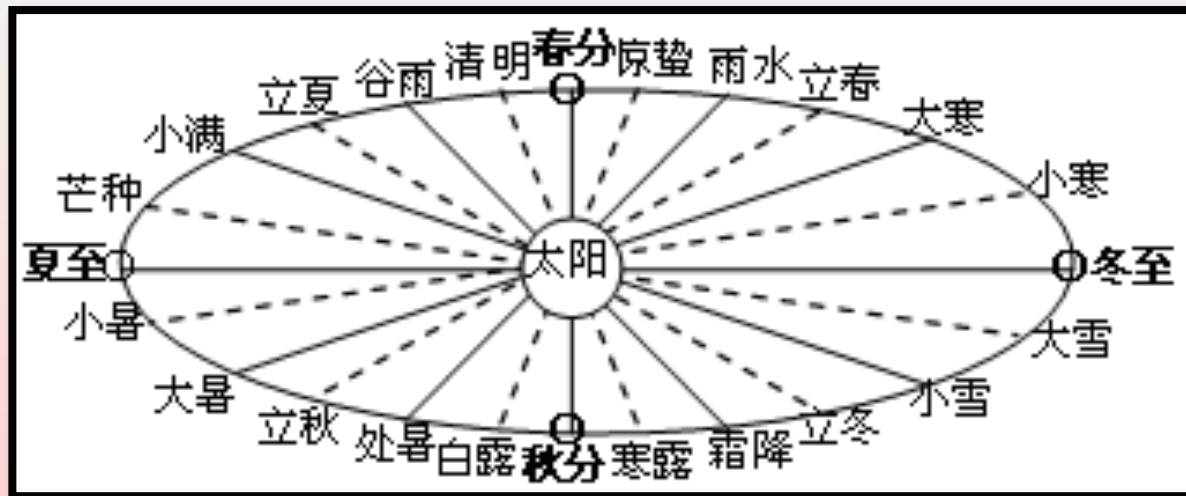 春分
清明
惊蛰
谷雨
雨水
立夏
立春
小满
大寒
芒种
小寒
夏至
太阳
冬至
小暑
大雪
大暑
小雪
立秋
立冬
处暑
霜降
白露
寒露
秋分